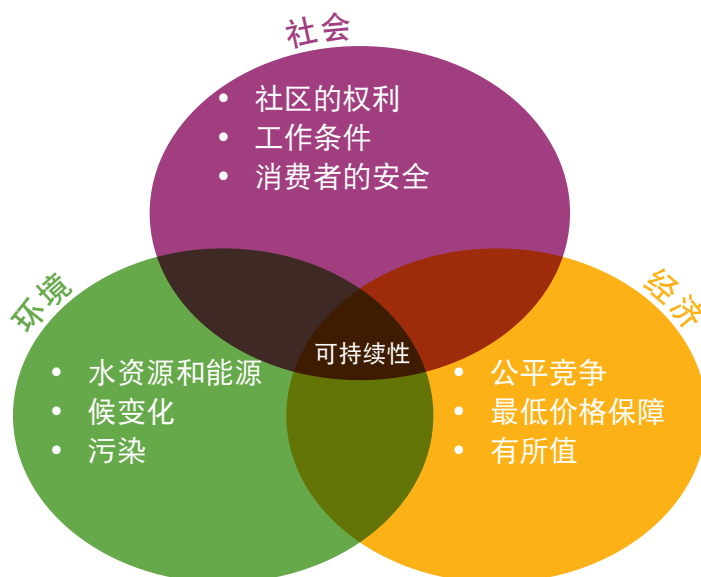 社会
• 社区的权利
• 工作条件
• 消费者的安全
环境
经济
可持续性
• 水资源和能源
• 候变化
• 污染
• 公平竞争
• 最低价格保障
• 有所值